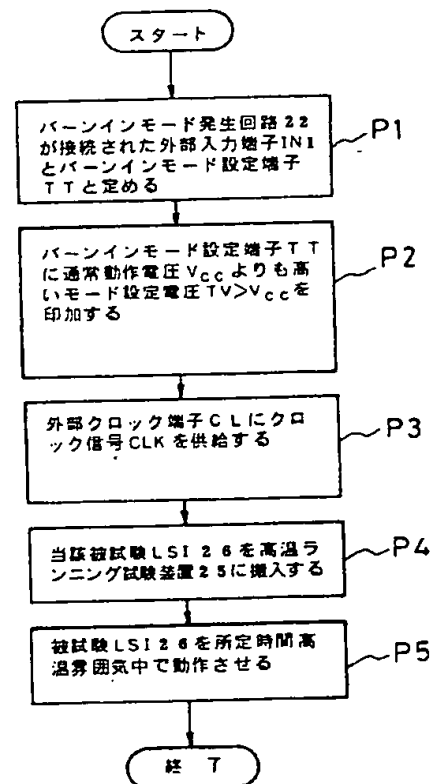 スタート
バーンインモード発生回路22
が接続された外部入力端子IN1
とバーンインモード設定端子
TTと定める
P1
バーンインモード設定端子TT
に通常動作電圧VCCよりも高
いモード設定電圧TV>VCCを
印加する
P2
外部クロック端子CLにクロ
ック信号CLKを供給する
P3
当該被試験LSI26を高温ラ
ンニング試験装置25に搬入する
P4
被試験LSI26を所定時間高
温雰囲気中で動作させる
P5
終了